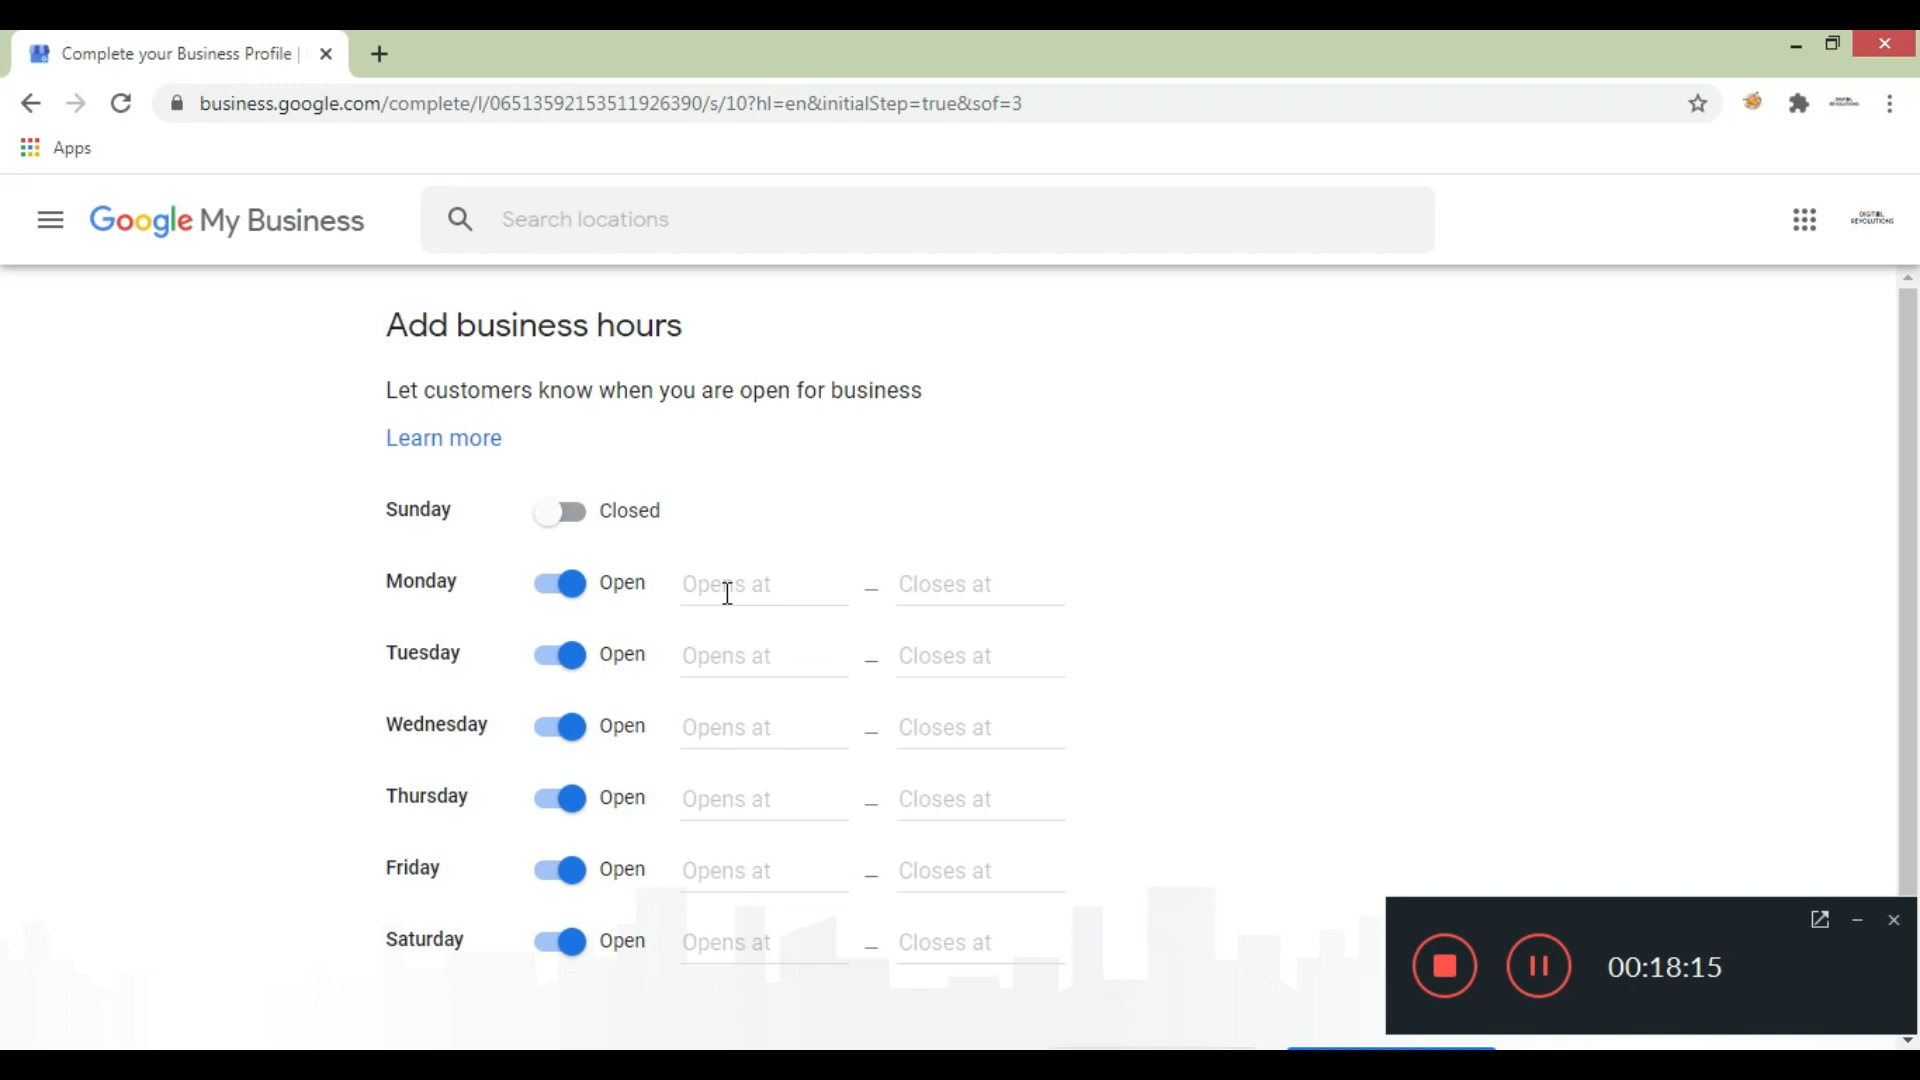 Complete your Business Profile |
business.google.com/complete/l/06513592153511926390/s/10?hl=en&initialStep=true&sof=3
Apps
Google My Business
Search locations
DIGITAL
REVOLUTIONS
Add business hours
Let customers know when you are open for business
Learn more
Sunday Closed
Monday Open Opens at – Closes at
Tuesday Open Opens at – Closes at
Wednesday Open Opens at – Closes at
Thursday Open Opens at – Closes at
Friday Open Opens at – Closes at
Saturday Open Opens at – Closes at
00:18:15